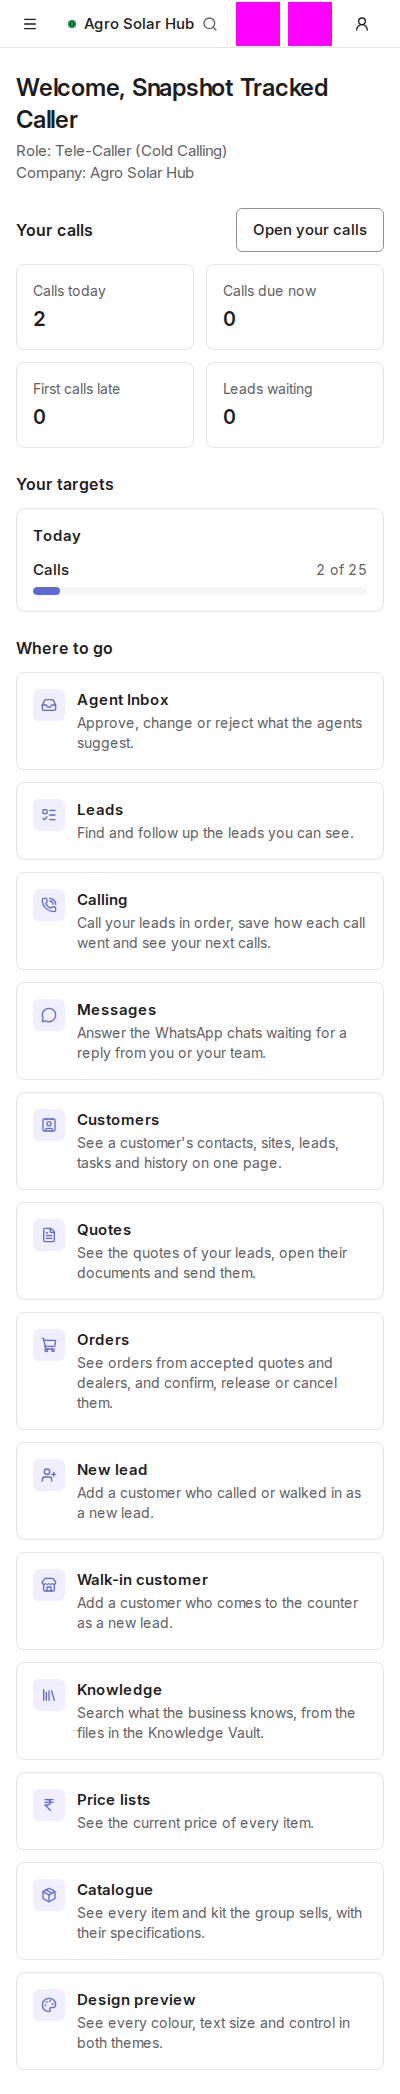 Agro Solar Hub
Welcome, Snapshot Tracked
Caller
Role: Tele-Caller (Cold Calling)
Company: Agro Solar Hub
Your calls
Open your calls
Calls today
2
Calls due now
0
First calls late
0
Leads waiting
0
Your targets
Today
Calls
2 of 25
Where to go
Agent Inbox
Approve, change or reject what the agents
suggest.
Leads
Find and follow up the leads you can see.
Calling
Call your leads in order, save how each call
went and see your next calls.
Messages
Answer the WhatsApp chats waiting for a
reply from you or your team.
Customers
See a customer's contacts, sites, leads,
tasks and history on one page.
Quotes
See the quotes of your leads, open their
documents and send them.
Orders
See orders from accepted quotes and
dealers, and confirm, release or cancel
them.
New lead
Add a customer who called or walked in as
a new lead.
Walk-in customer
Add a customer who comes to the counter
as a new lead.
Knowledge
Search what the business knows, from the
files in the Knowledge Vault.
Price lists
See the current price of every item.
Catalogue
See every item and kit the group sells, with
their specifications.
Design preview
See every colour, text size and control in
both themes.